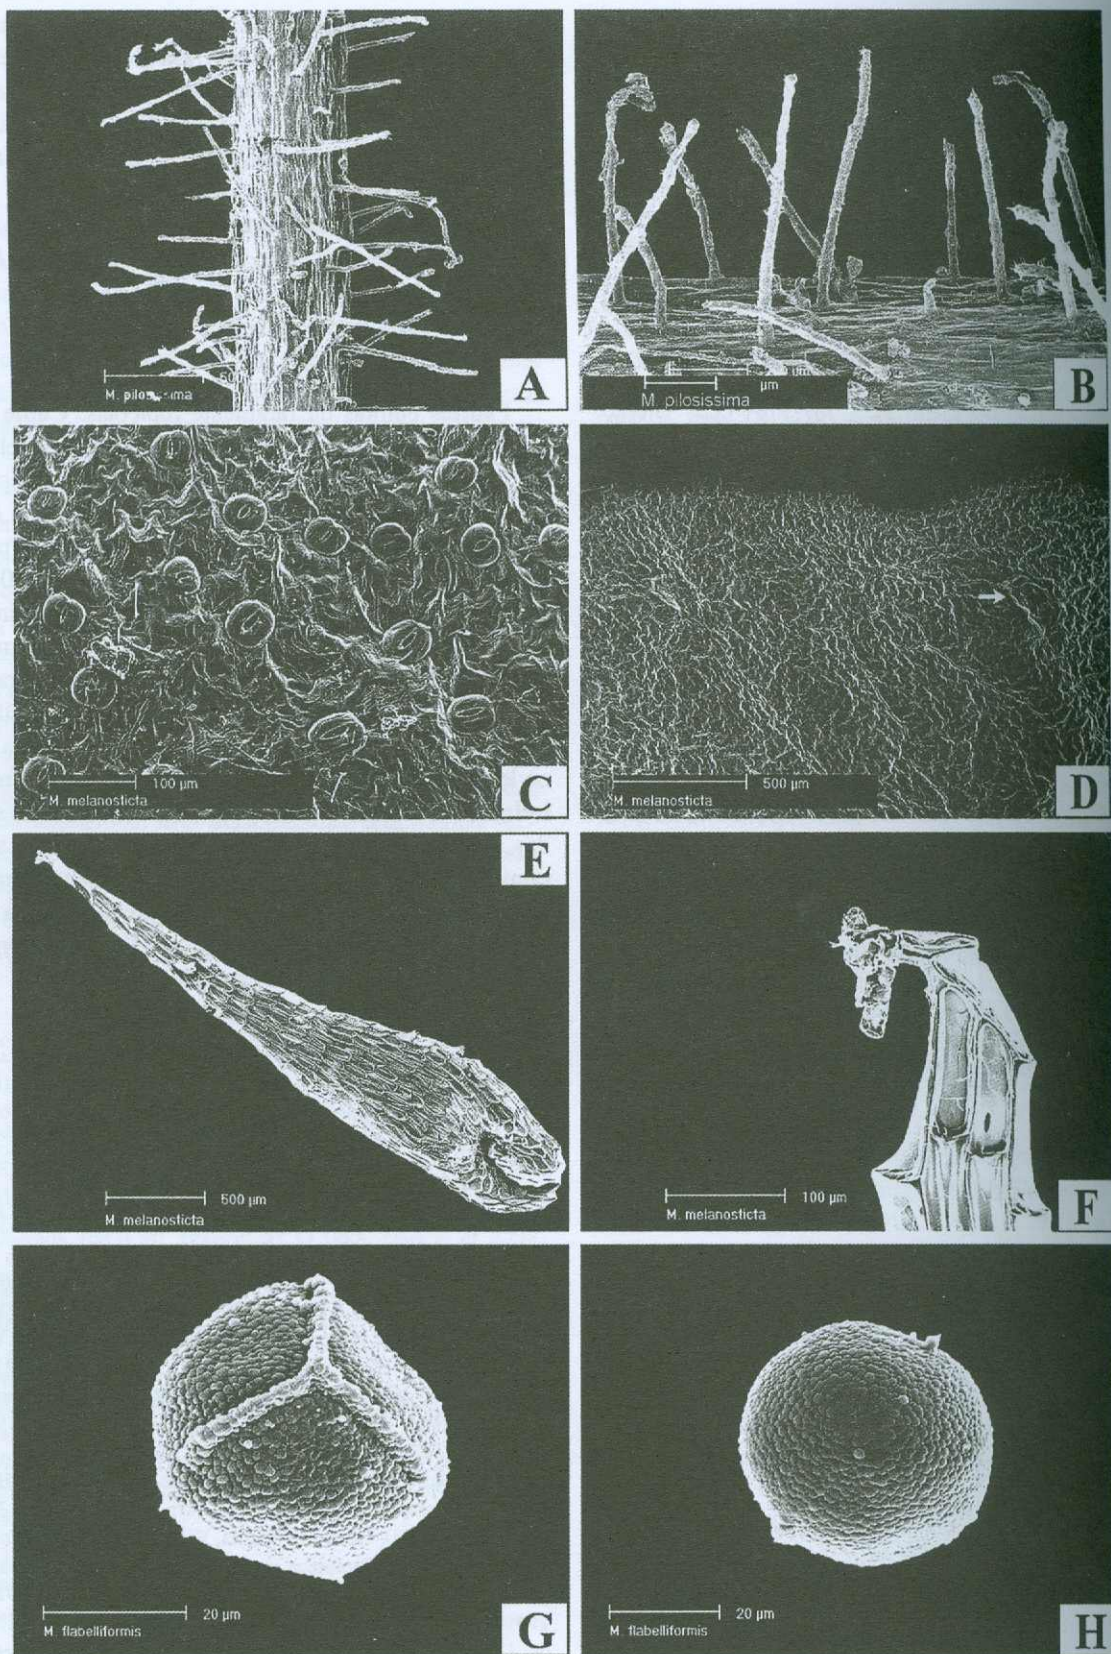 A
M. pilosissima
B
µm
M. pilosissima
C
100 µm
M. melanosticta
D
500 µm
M. melanosticta
E
500 µm
M. melanosticta
F
100 µm
M. melanosticta
G
20 µm
M. flabelliformis
H
20 µm
M. flabelliformis